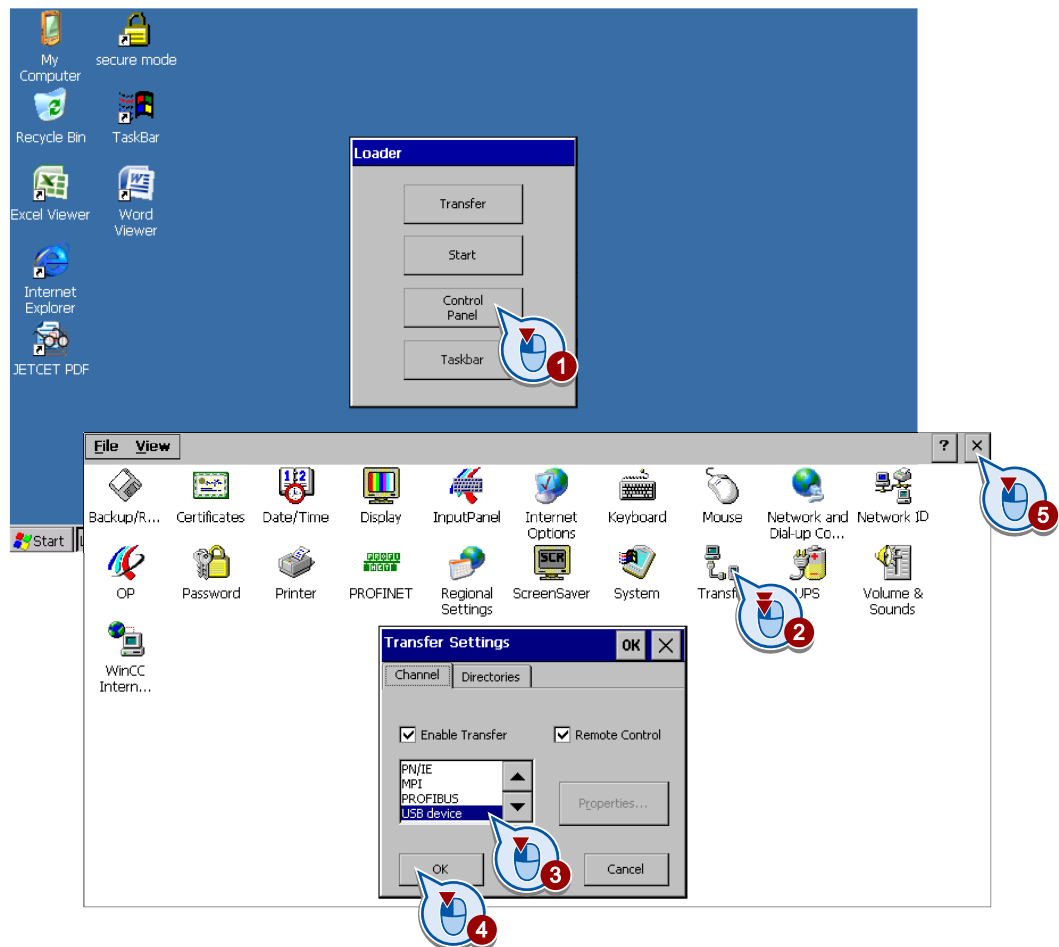 My
Computer
secure mode
Recycle Bin
TaskBar
Excel Viewer
Word
Viewer
Internet
Explorer
JETCET PDF
Loader
Transfer
Start
Control
Panel
Taskbar
1
File View
?
5
Backup/R...
Certificates
Date/Time
Display
InputPanel
Internet
Options
Keyboard
Mouse
Network and
Dial-up Co...
Network ID
Start
OP
Password
Printer
PROFINET
Regional
Settings
SCR
ScreenSaver
System
UPS
Volume &
Sounds
2
WinCC
Intern...
Transfer Settings
OK
Channel
Directories
Enable Transfer
Remote Control
PN/IE
MPI
PROFIBUS
USB device
Properties...
3
OK
Cancel
4